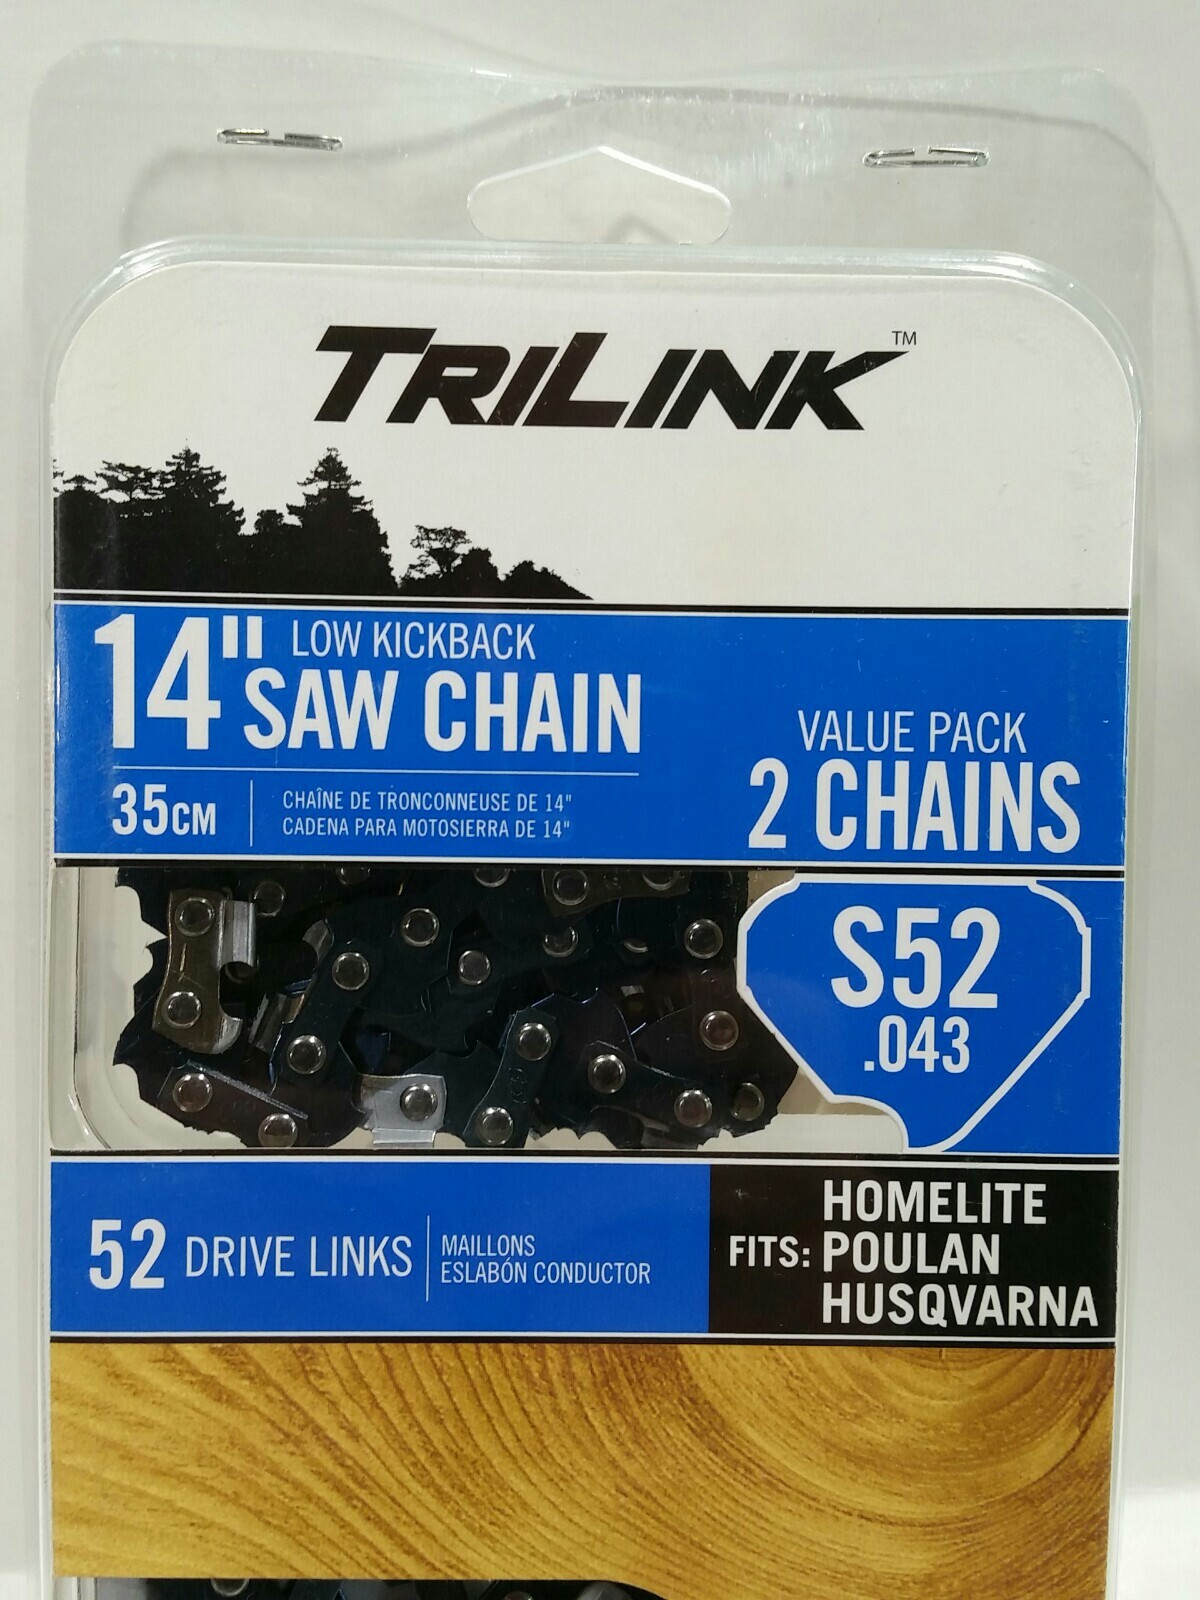 TRILINK™
14" LOW KICKBACK
SAW CHAIN
35CM
CHAÎNE DE TRONCONNEUSE DE 14"
CADENA PARA MOTOSIERRA DE 14"
VALUE PACK
2 CHAINS
S52
.043
52 DRIVE LINKS
MAILLONS
ESLABÓN CONDUCTOR
FITS:
HOMELITE
POULAN
HUSQVARNA